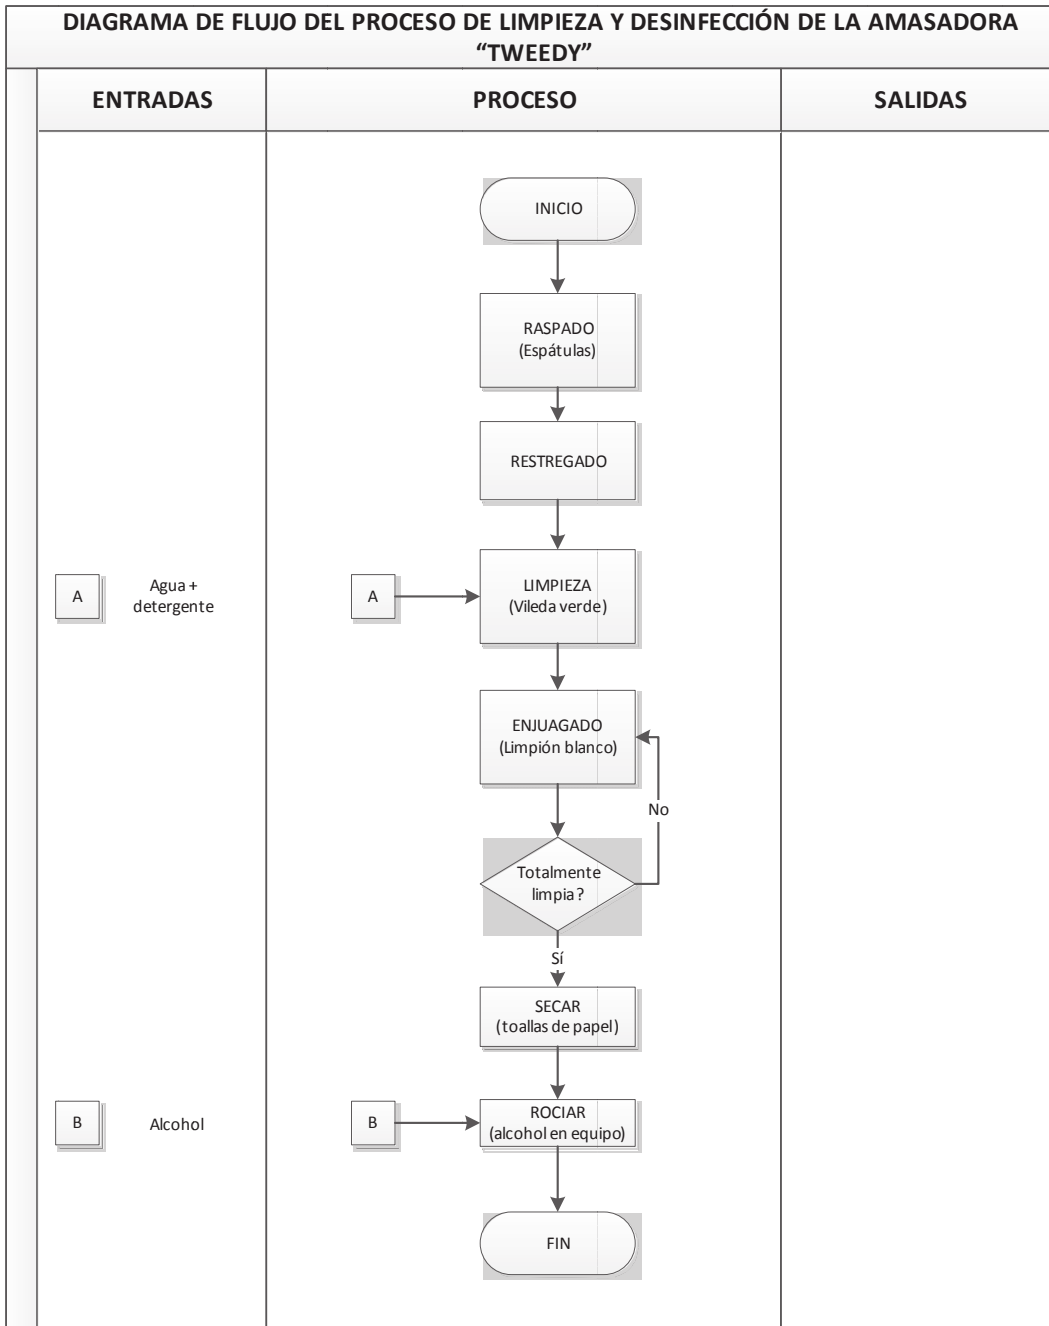 DIAGRAMA DE FLUJO DEL PROCESO DE LIMPIEZA Y DESINFECCIÓN DE LA AMASADORA
“TWEEDY”
ENTRADAS
PROCESO
SALIDAS
INICIO
RASPADO
(Espátulas)
RESTREGADO
A
Agua +
detergente
A
LIMPIEZA
(Vileda verde)
ENJUAGADO
(Limpión blanco)
No
Totalmente
limpia?
Sí
SECAR
(toallas de papel)
B
Alcohol
B
ROCIAR
(alcohol en equipo)
FIN